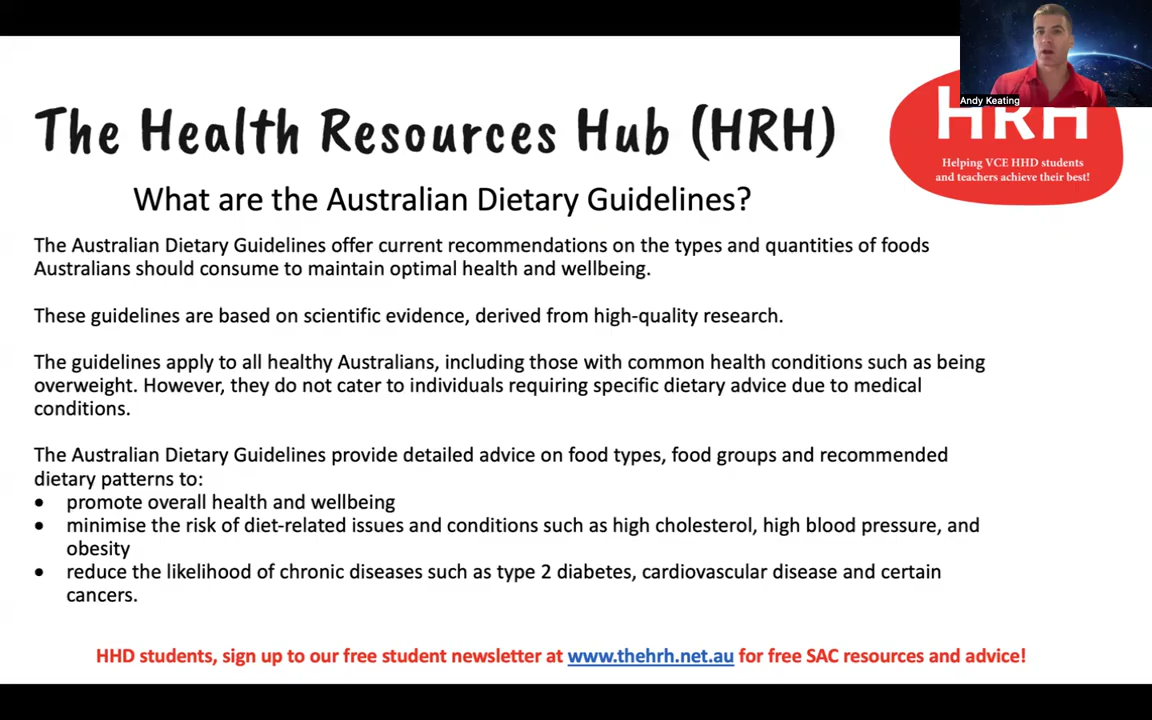 Andy Keating
The Health Resources Hub (HRH)
HRH
Helping VCE HHD students
and teachers achieve their best!
What are the Australian Dietary Guidelines?
The Australian Dietary Guidelines offer current recommendations on the types and quantities of foods
Australians should consume to maintain optimal health and wellbeing.
These guidelines are based on scientific evidence, derived from high-quality research.
The guidelines apply to all healthy Australians, including those with common health conditions such as being
overweight. However, they do not cater to individuals requiring specific dietary advice due to medical
conditions.
The Australian Dietary Guidelines provide detailed advice on food types, food groups and recommended
dietary patterns to:
• promote overall health and wellbeing
• minimise the risk of diet-related issues and conditions such as high cholesterol, high blood pressure, and
obesity
• reduce the likelihood of chronic diseases such as type 2 diabetes, cardiovascular disease and certain
cancers.
HHD students, sign up to our free student newsletter at www.thehrh.net.au for free SAC resources and advice!